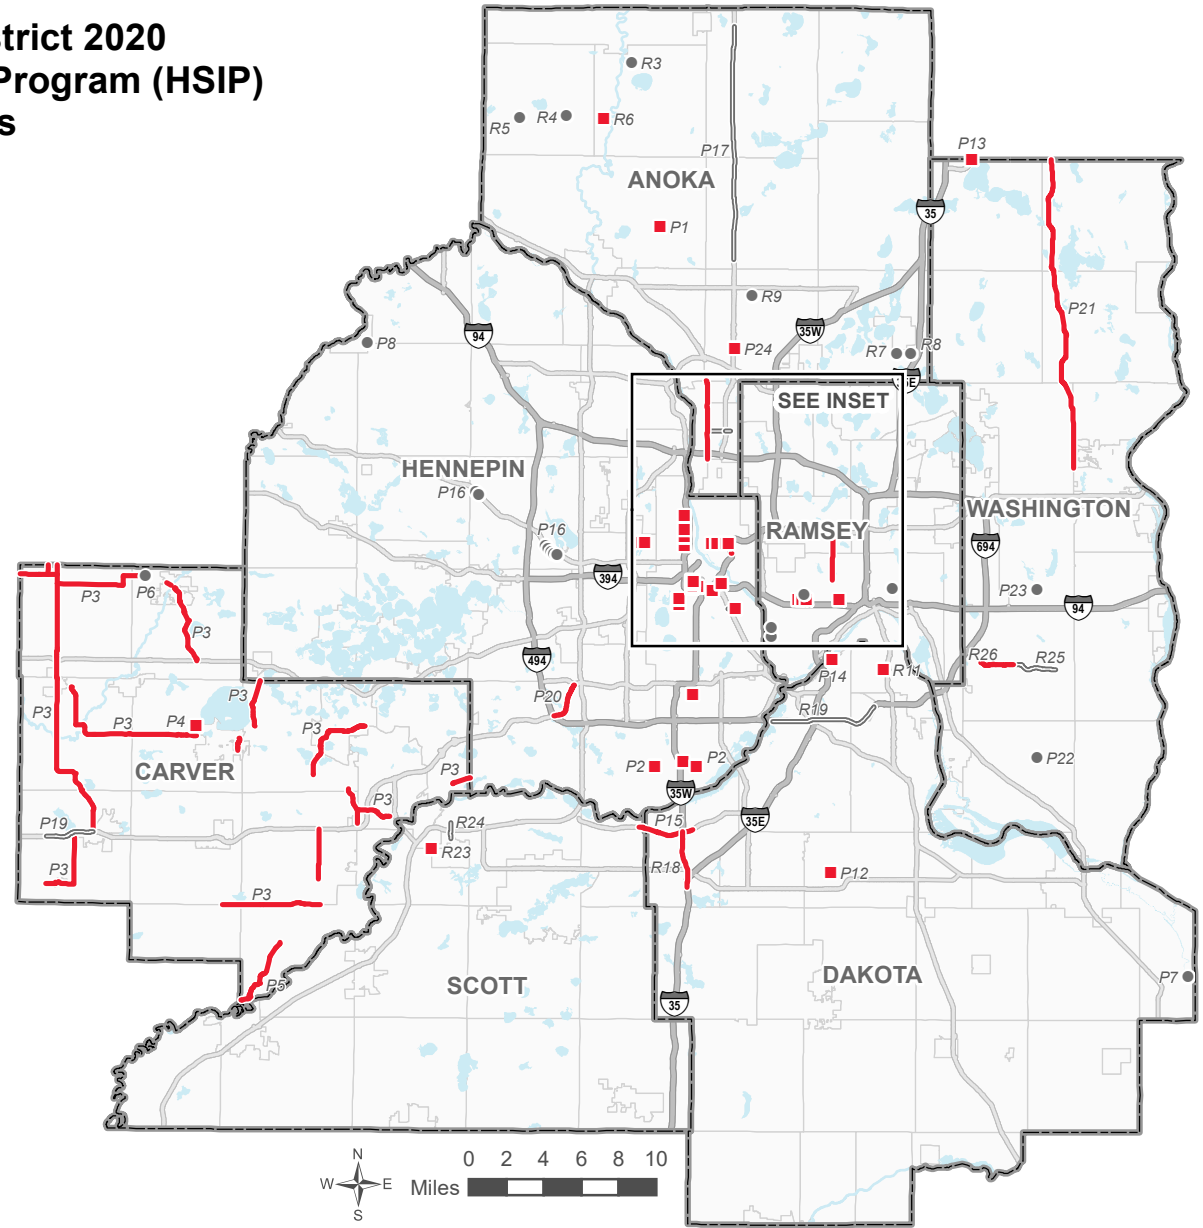 strict 2020
Program (HSIP)
s
R3
R5
R4
R6
P17
P13
ANOKA
35
P1
R9
P21
P8
94
35W
P24
R7
R8
35E
SEE INSET
HENNEPIN
P16
WASHINGTON
RAMSEY
P16
694
394
P3
P6
P23
94
P3
494
R26
R25
P14
R11
P3
P20
P3
P3
P4
P3
R19
CARVER
P2
P2
P22
P3
35W
P3
P19
R24
P15
35E
R23
R18
P12
P3
P3
SCOTT
DAKOTA
P7
P5
35
N
W
E
S
0 2 4 6 8 10
Miles